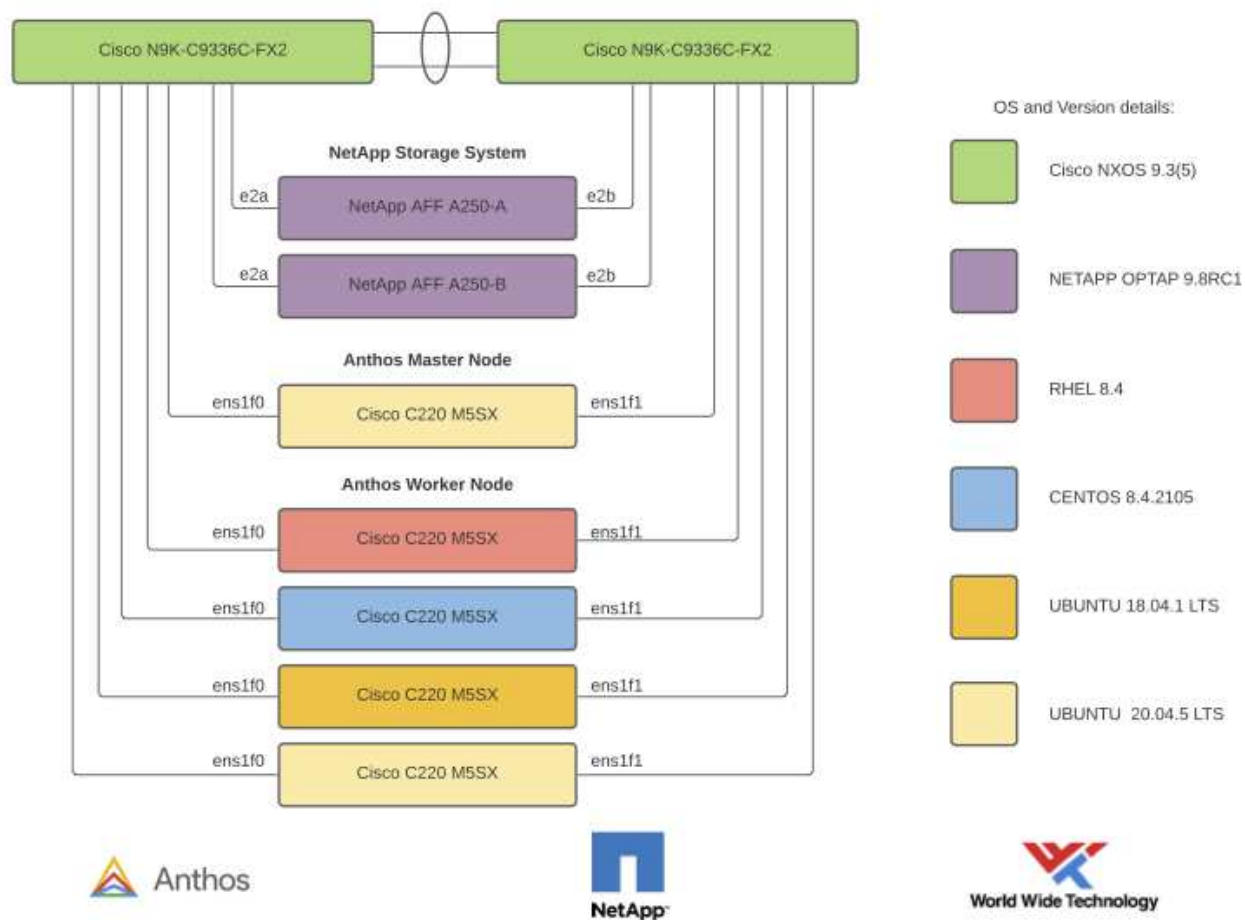 Cisco N9K-C9336C-FX2
Cisco N9K-C9336C-FX2
OS and Version details:
NetApp Storage System
e2a
NetApp AFF A250-A
e2b
e2a
NetApp AFF A250-B
e2b
Anthos Master Node
ens1f0
Cisco C220 M5SX
ens1f1
Anthos Worker Node
ens1f0
Cisco C220 M5SX
ens1f1
ens1f0
Cisco C220 M5SX
ens1f1
ens1f0
Cisco C220 M5SX
ens1f1
ens1f0
Cisco C220 M5SX
ens1f1
Cisco NXOS 9.3(5)
NETAPP OPTAP 9.8RC1
RHEL 8.4
CENTOS 8.4.2105
UBUNTU 18.04.1 LTS
UBUNTU 20.04.5 LTS
Anthos
NetApp™
World Wide Technology